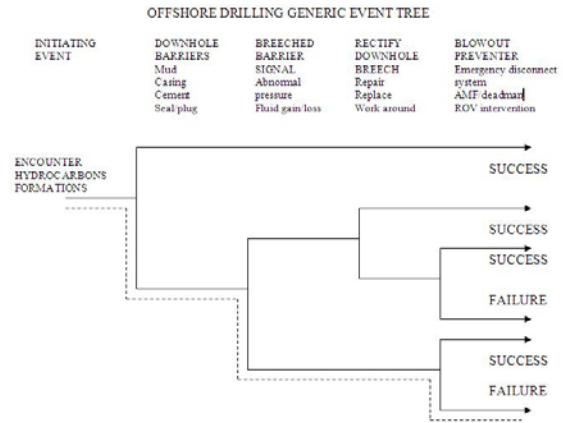 OFFSHORE DRILLING GENERIC EVENT TREE
INITIATING
EVENT
DOWNHOLE
BARRIERS
Mud
Casing
Cement
Seal/plug
BREECHED
BARRIER
SIGNAL
Abnormal
pressure
Fluid gain/loss
RECTIFY
DOWNHOLE
BREECH
Repair
Replace
Work around
BLOWOUT
PREVENTER
Emergency disconnect
system
AMF/deadman
ROV intervention
ENCOUNTER
HYDROCARBONS
FORMATIONS
SUCCESS
SUCCESS
SUCCESS
FAILURE
SUCCESS
FAILURE